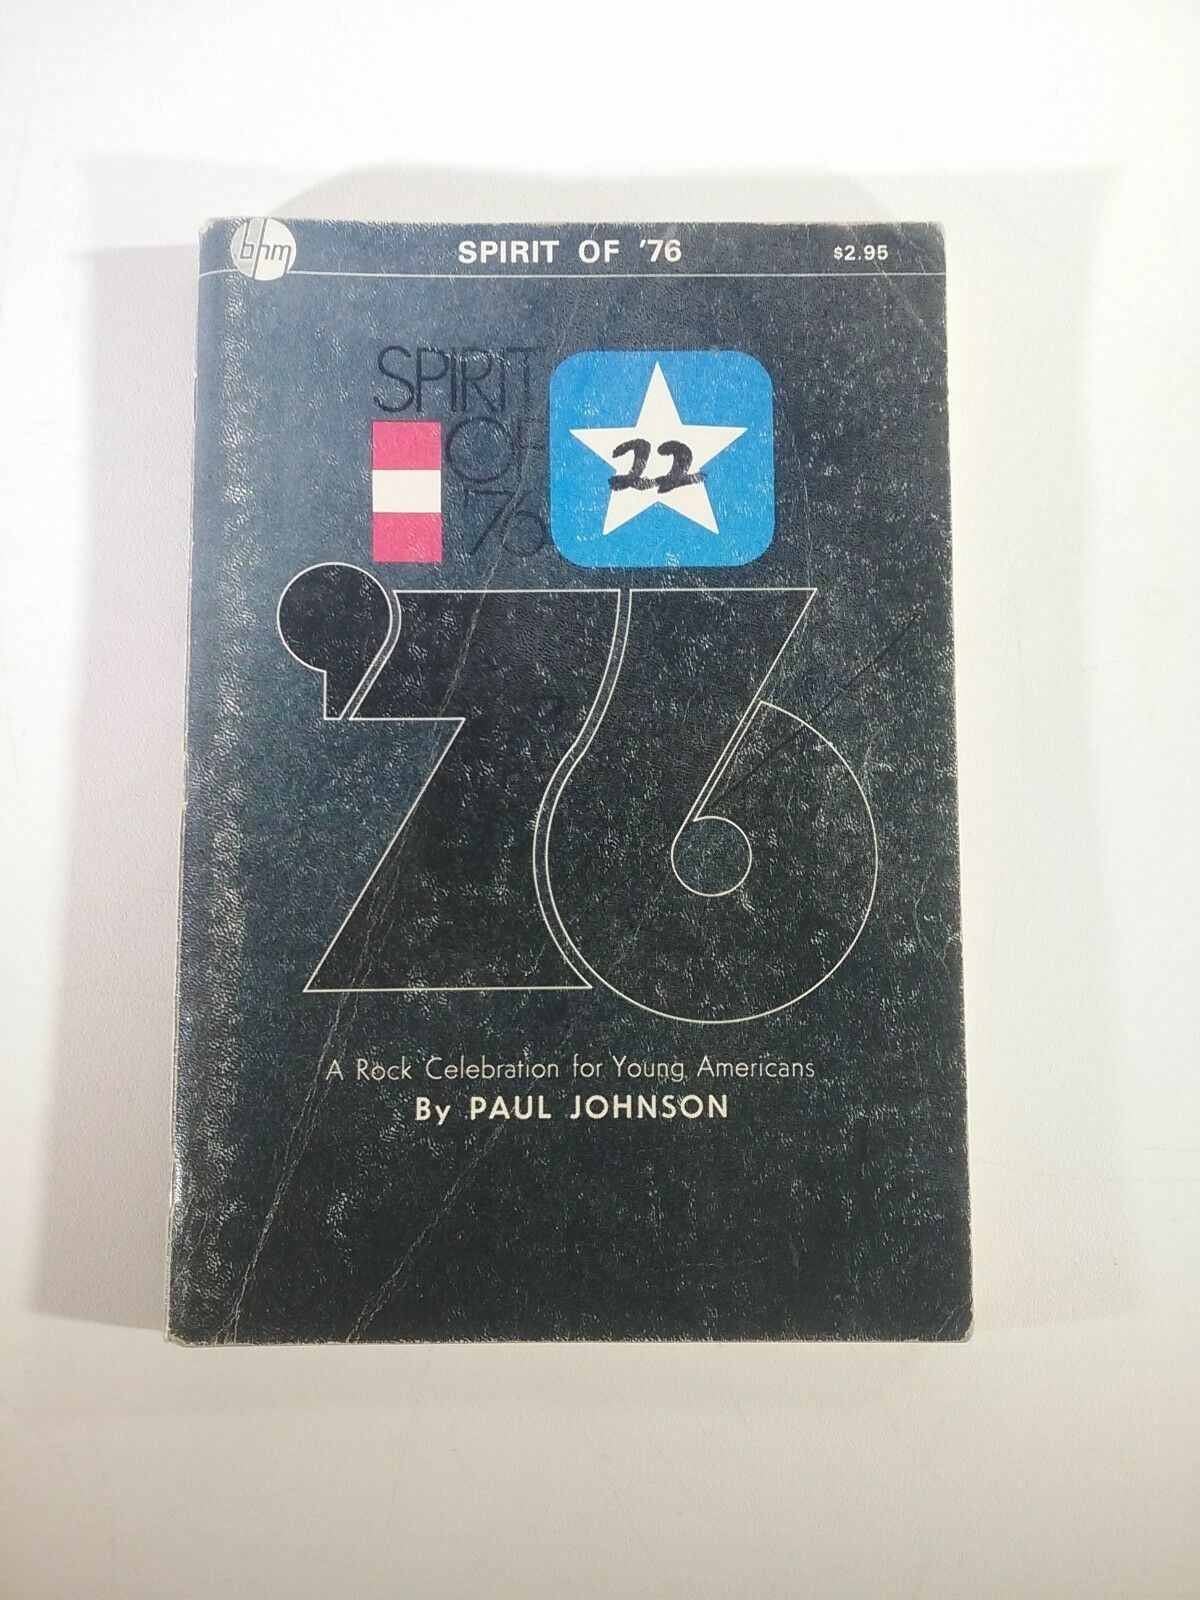 bhm
SPIRIT OF '76
$2.95
SPIRIT
OF
'76
22
'76
A Rock Celebration for Young Americans
By PAUL JOHNSON